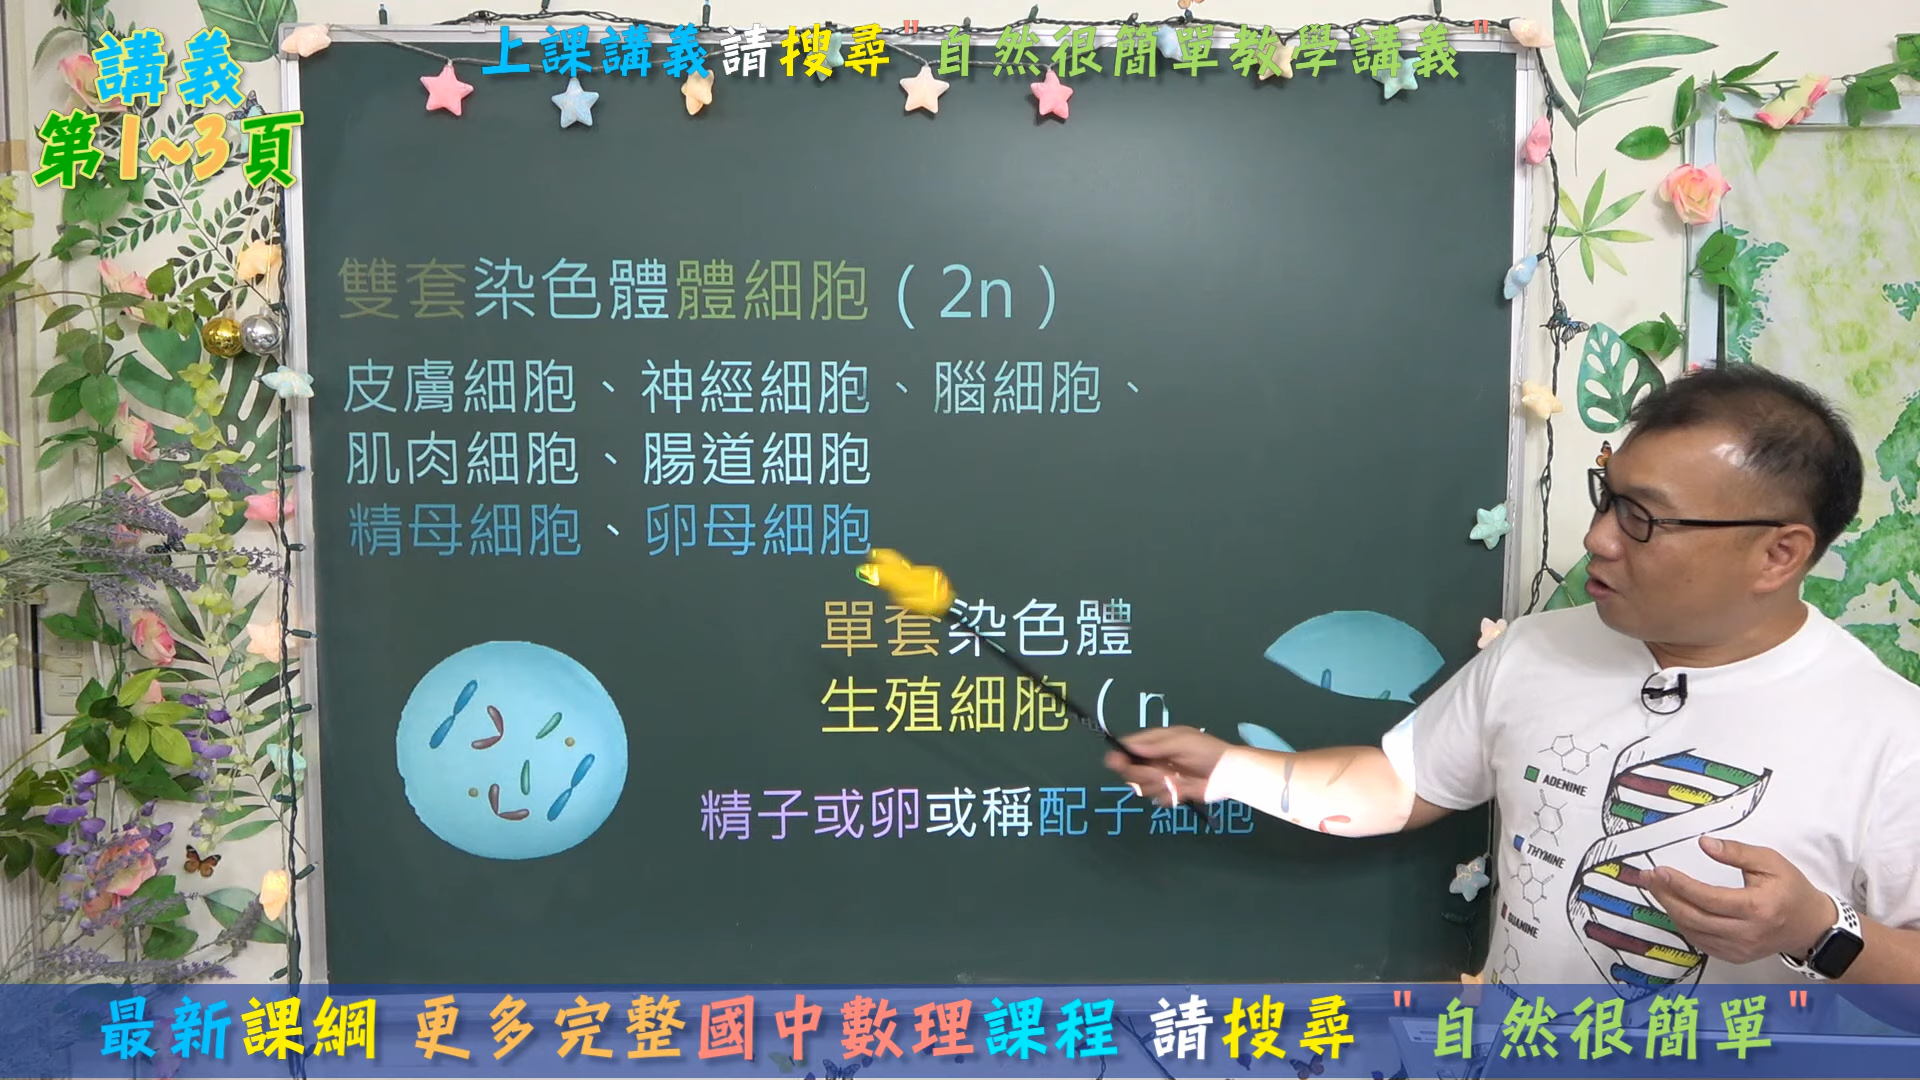 上課講義請搜尋"自然很簡單教學講義"
講義
第1~3頁
雙套染色體體細胞(2n)
皮膚細胞、神經細胞、腦細胞、
肌肉細胞、腸道細胞
精母細胞、卵母細胞
單套染色體
生殖細胞(n
精子或卵或稱配子細胞
ADENINE
THYMINE
GUANINE
最新課綱 更多完整國中數理課程 請搜尋"自然很簡單"